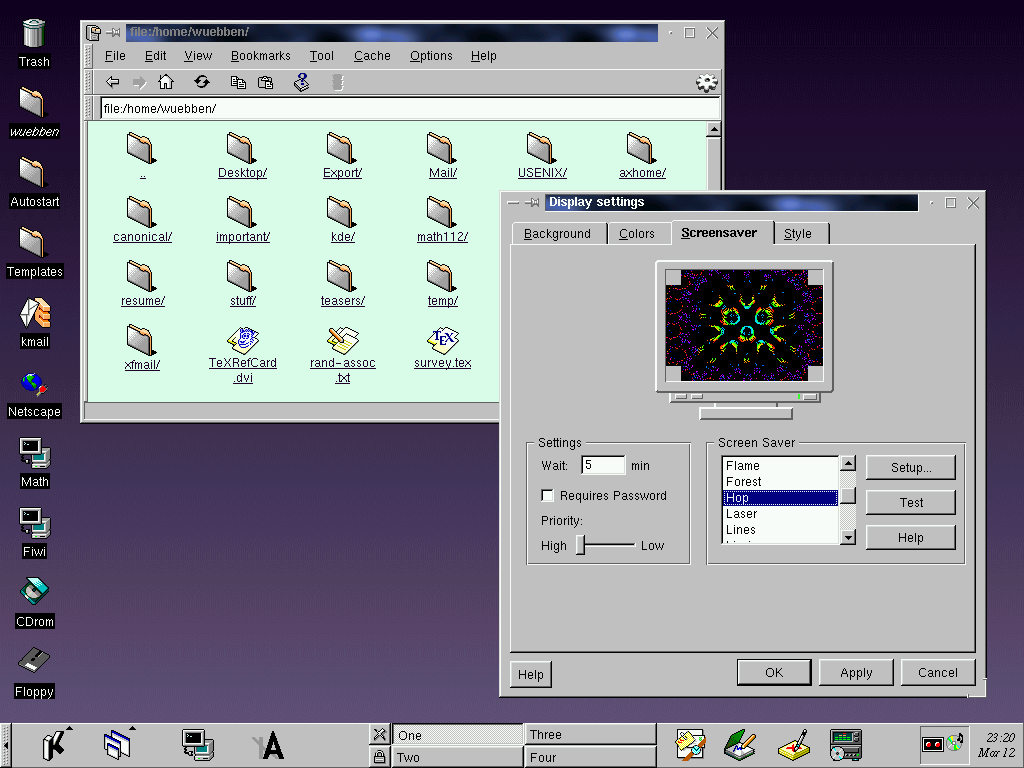 Trash
wuebben
Autostart
Templates
kmail
Netscape
Math
Fiwi
CDrom
Floppy
file:/home/wuebben/
File Edit View Bookmarks Tool Cache Options Help
file:/home/wuebben/
.. Desktop/ Export/ Mail/ USENIX/ axhome/
canonical/ important/ kde/ math112/
resume/ stuff/ teasers/ temp/
xfmail/ TeXRefCard rand-assoc survey.tex
.dvi .txt
Display settings
Background Colors Screensaver Style
Settings
Wait: 5 min
Requires Password
Priority:
High Low
Screen Saver
Flame
Forest
Hop
Laser
Lines
Setup...
Test
Help
Help OK Apply Cancel
One Three
Two Four
23:20
Mar 12